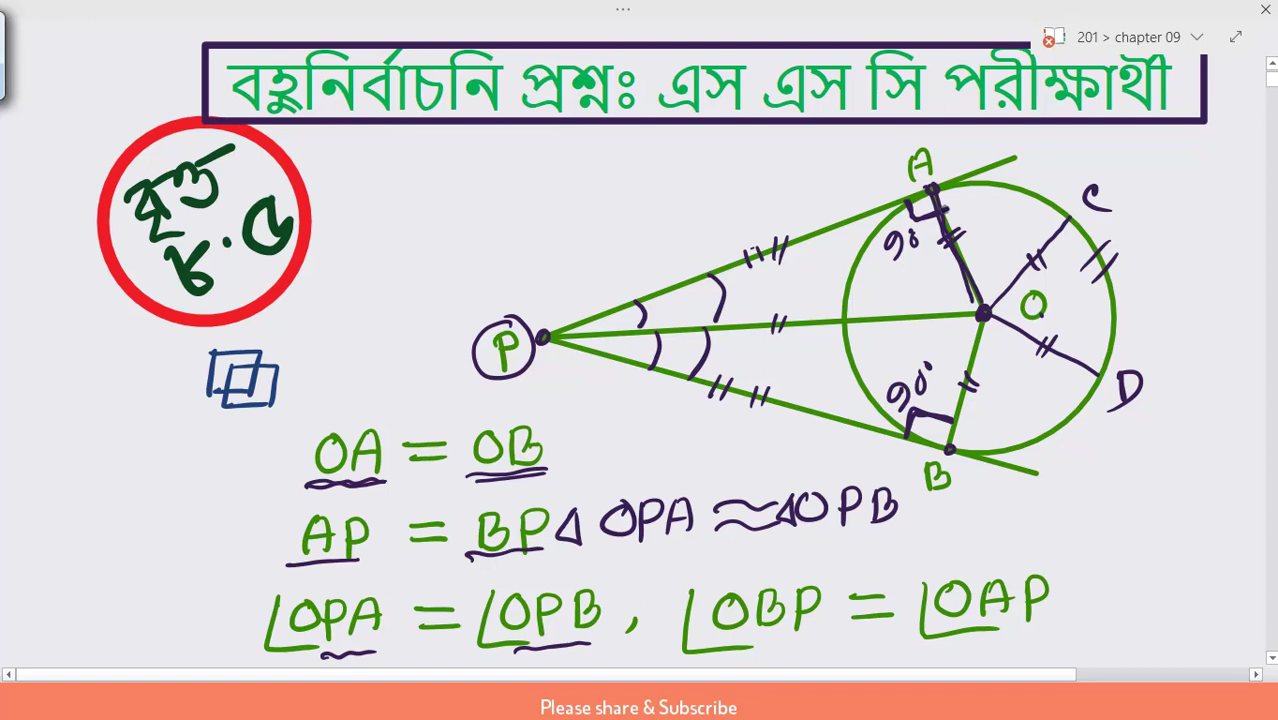 201 > chapter 09
বহুনির্বাচনি প্রশ্নঃ এস এস সি পরীক্ষার্থী
বৃত্ত
৮.৫
A
C
90°
O
P
90°
D
B
OA = OB
AP = BP Δ OPA ≈ ΔOPB
∠OPA = ∠OPB, ∠OBP = ∠OAP
Please share & Subscribe